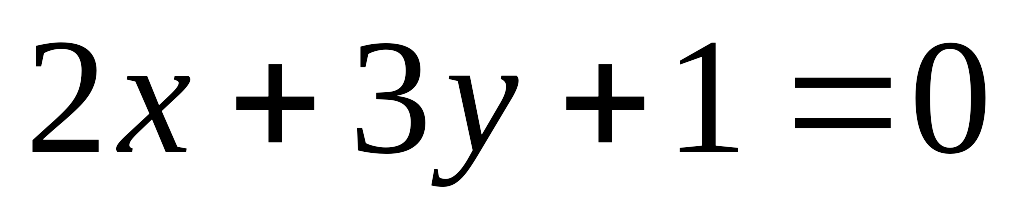 2x + 3y + 1 = 0